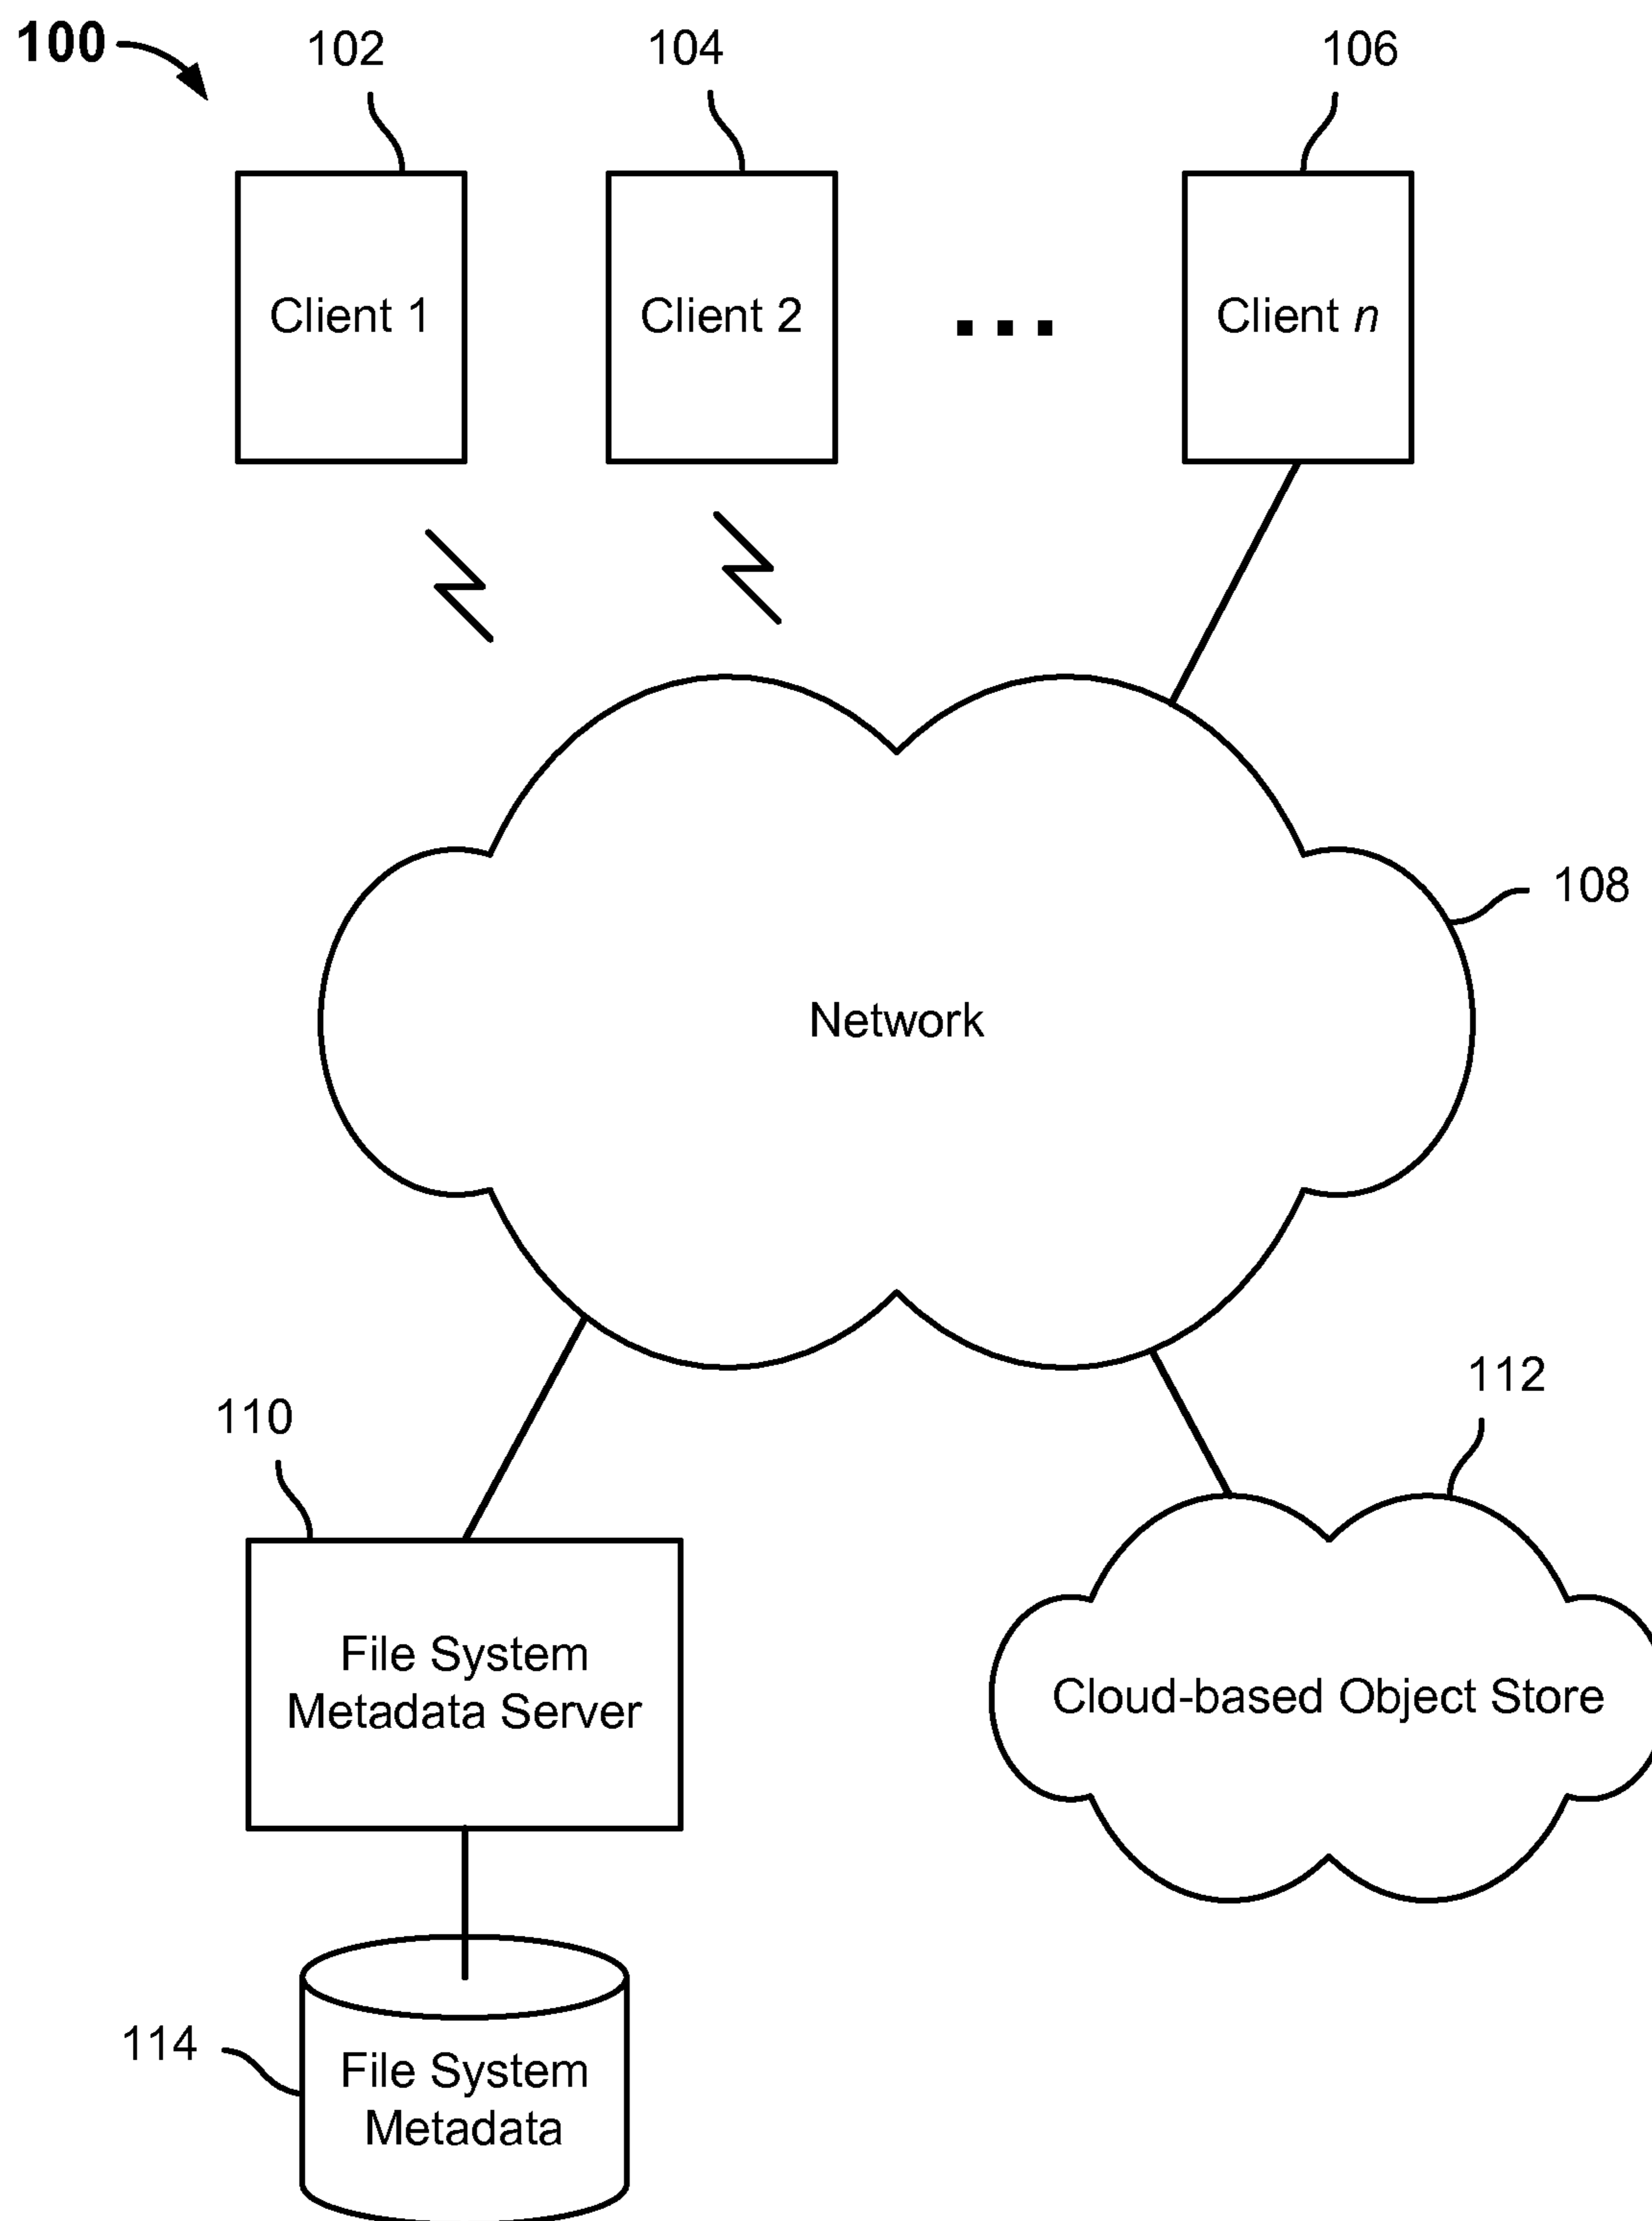 100
102
104
106
Client 1
Client 2
Client n
108
Network
112
110
File System
Metadata Server
Cloud-based Object Store
114
File System
Metadata